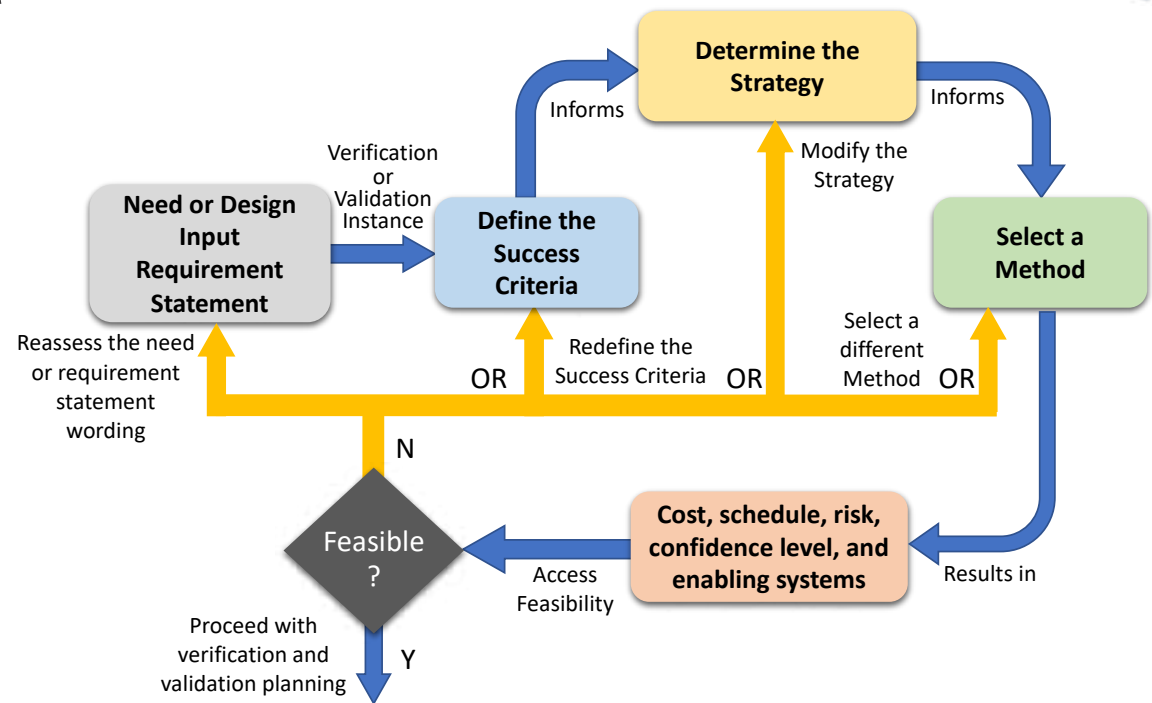 Determine the
Strategy
Informs
Informs
Verification
or
Validation
Instance
Modify the
Strategy
Need or Design
Input
Requirement
Statement
Define the
Success
Criteria
Select a
Method
Reassess the need
or requirement
statement
wording
OR
Redefine the
Success Criteria
OR
Select a
different
Method
OR
N
Feasible
?
Access
Feasibility
Cost, schedule, risk,
confidence level, and
enabling systems
Results in
Proceed with
verification and
validation planning
Y